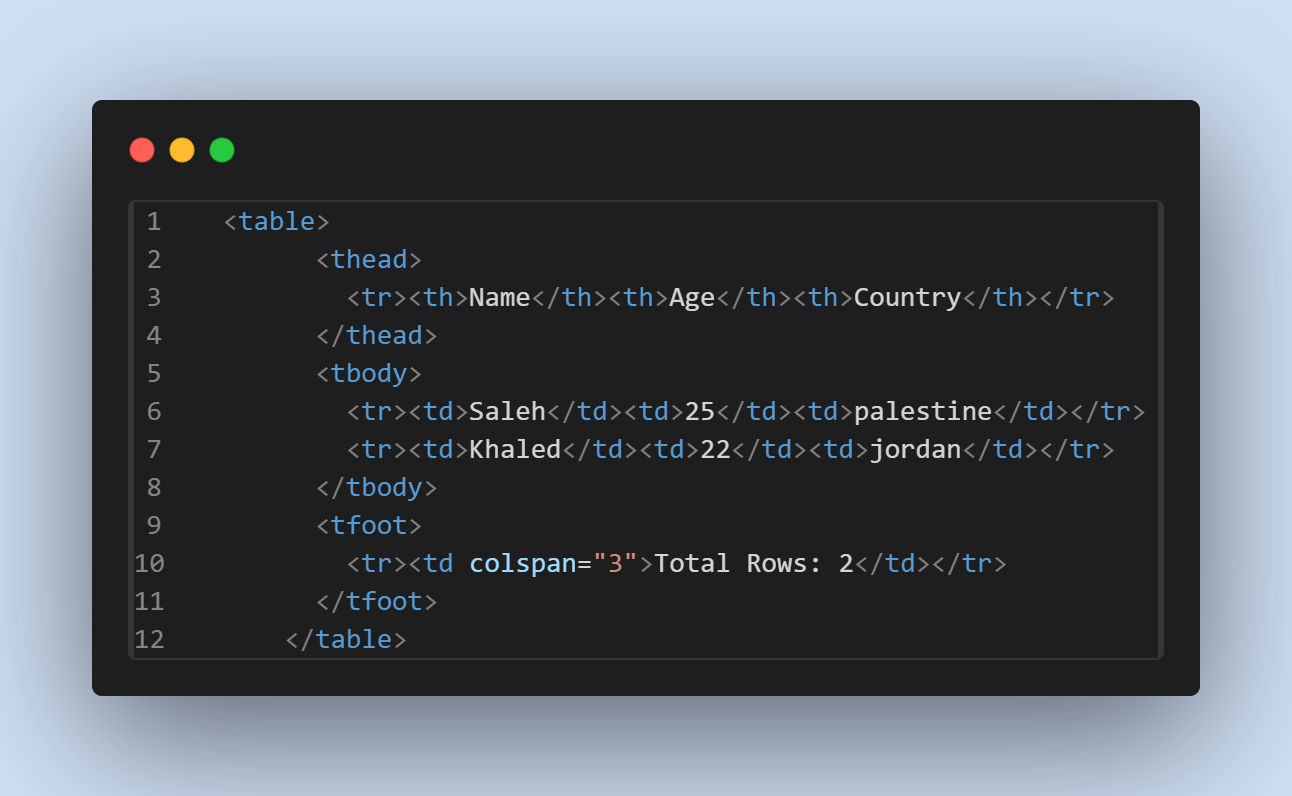 1    <table>
2          <thead>
3            <tr><th>Name</th><th>Age</th><th>Country</th></tr>
4          </thead>
5          <tbody>
6            <tr><td>Saleh</td><td>25</td><td>palestine</td></tr>
7            <tr><td>Khaled</td><td>22</td><td>jordan</td></tr>
8          </tbody>
9          <tfoot>
10            <tr><td colspan="3">Total Rows: 2</td></tr>
11          </tfoot>
12        </table>